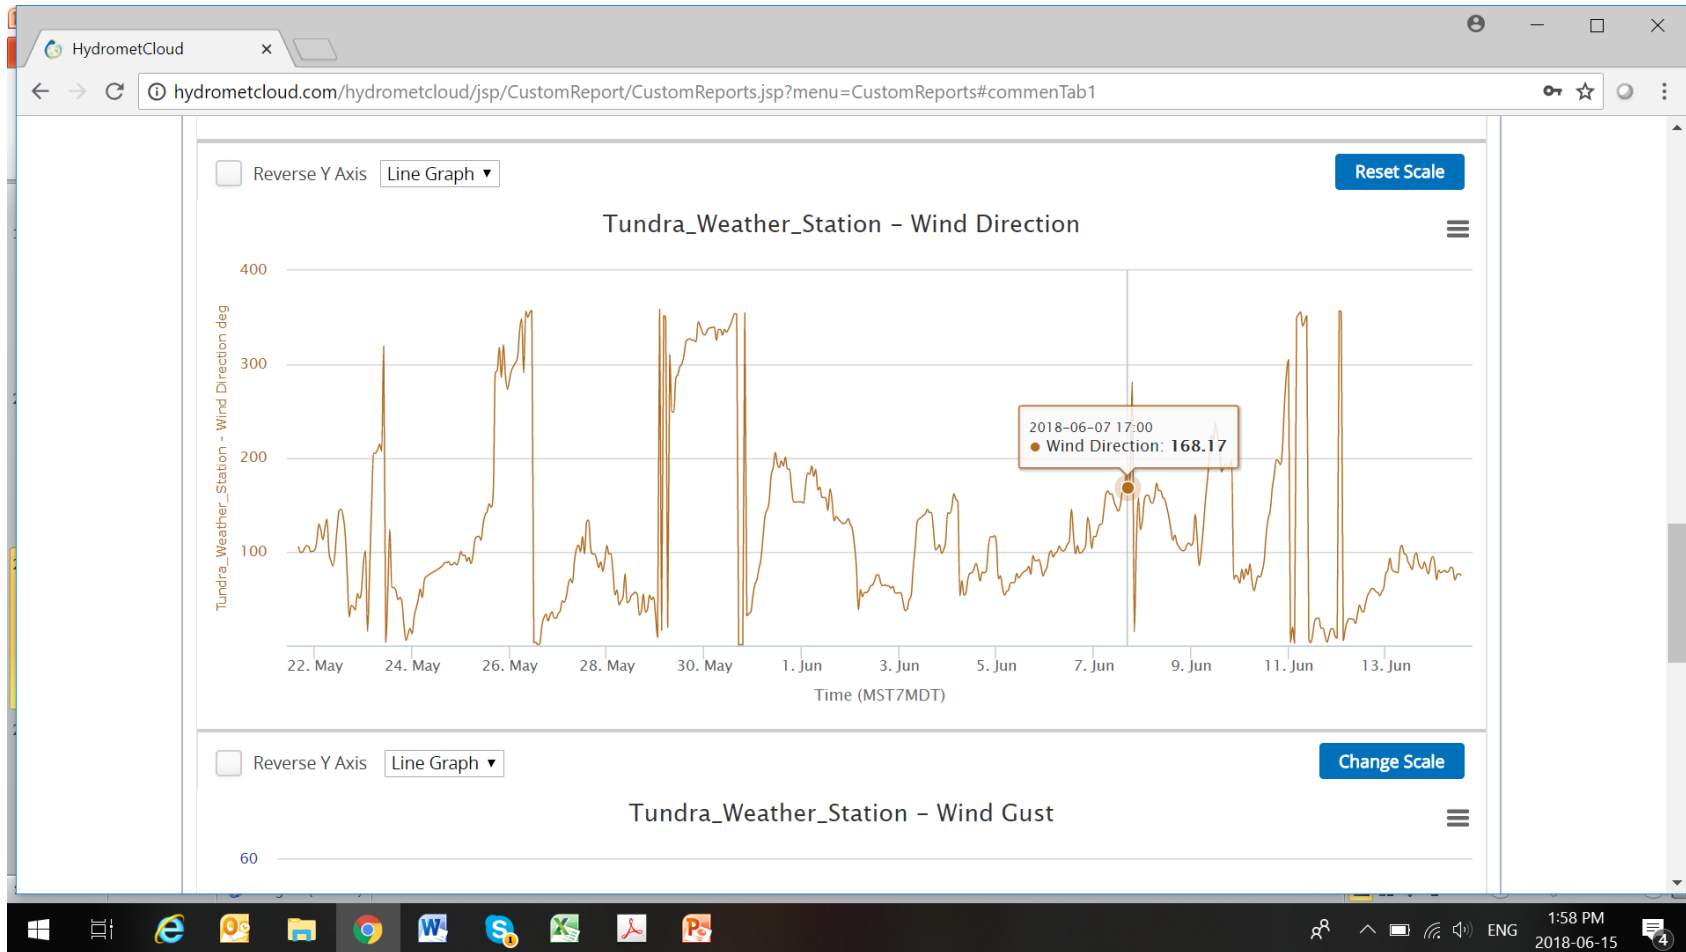 HydrometCloud
hydrometcloud.com/hydrometcloud/jsp/CustomReport/CustomReports.jsp?menu=CustomReports#commenTab1
Reverse Y Axis Line Graph Reset Scale
Tundra_Weather_Station – Wind Direction
400
300
200
100
Tundra_Weather_Station - Wind Direction deg
2018-06-07 17:00
Wind Direction: 168.17
22. May 24. May 26. May 28. May 30. May 1. Jun 3. Jun 5. Jun 7. Jun 9. Jun 11. Jun 13. Jun
Time (MST7MDT)
Reverse Y Axis Line Graph Change Scale
Tundra_Weather_Station – Wind Gust
60
ENG 1:58 PM
2018-06-15
4